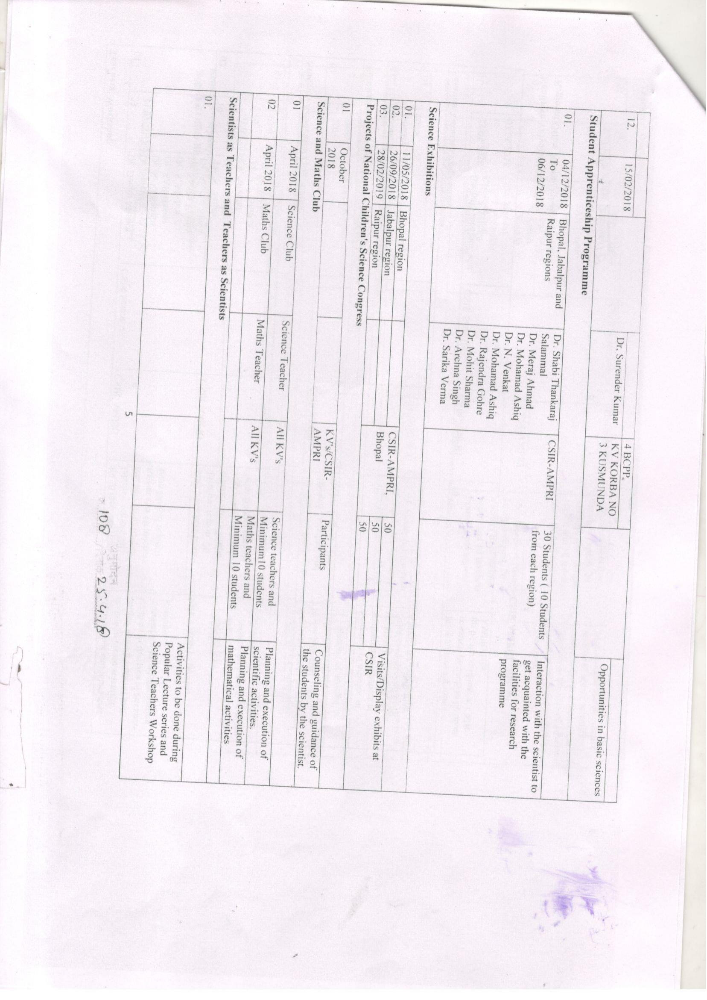 4 BCPP
12. 15/02/2018 Dr. Surender Kumar KV KORBA NO Opportunities in basic sciences
3 KUSMUNDA
Student Apprenticeship Programme
01. 04/12/2018 Bhopal, Jabalpur and Dr. Shabi Thankaraj CSIR-AMPRI 30 Students ( 10 Students Interaction with the scientist to
To Raipur regions Salammal from each region) get acquainted with the
06/12/2018 Dr. Meraj Ahmad facilities for research
Dr. Mohamad Ashiq programme
Dr. N. Venkat
Dr. Mohamad Ashiq
Dr. Rajendra Gohre
Dr. Mohit Sharma
Dr. Archna Singh
Dr. Sarika Verma
Science Exhibitions
01. 11/05/2018 Bhopal region CSIR-AMPRI, 50 Visits/Display exhibits at
02. 26/09/2018 Jabalpur region Bhopal 50 CSIR
03. 28/02/2019 Raipur region 50
Projects of National Children's Science Congress
01 October KV's/CSIR- Participants Counseling and guidance of
2018 AMPRI the students by the scientist.
Science and Maths Club
01 April 2018 Science Club Science Teacher All KV's Science teachers and Planning and execution of
Minimum10 students scientific activities.
02 April 2018 Maths Club Maths Teacher All KV's Maths teachers and Planning and execution of
Minimum 10 students mathematical activities
Scientists as Teachers and Teachers as Scientists
01. Activities to be done during
Popular Lecture series and
Science Teachers Workshop
5
108 25.4.18